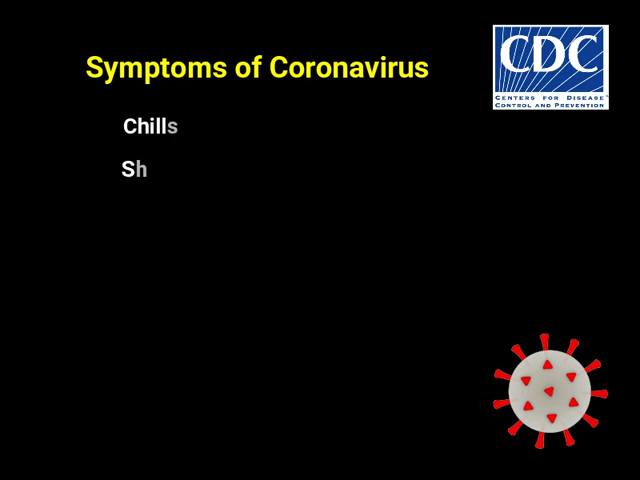 Symptoms of Coronavirus
CDC
CENTERS FOR DISEASE
CONTROL AND PREVENTION
Chills
Sh